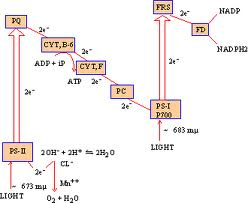 FRS
NADP
PQ
2e⁻
CYT,B-6
FD
2e⁻
2e⁻
NADPH2
ADP + iP
CYT,F
ATP
2e⁻
PC
2e⁻
2e⁻
2e⁻
PS-I
P700
~ 683 mµ
LIGHT
PS-II
2OH⁻ + 2H⁺ ⇌ 2H₂O
2e⁻
CL⁻
Mn⁺⁺
~ 673 mµ
LIGHT
O₂ + H₂O